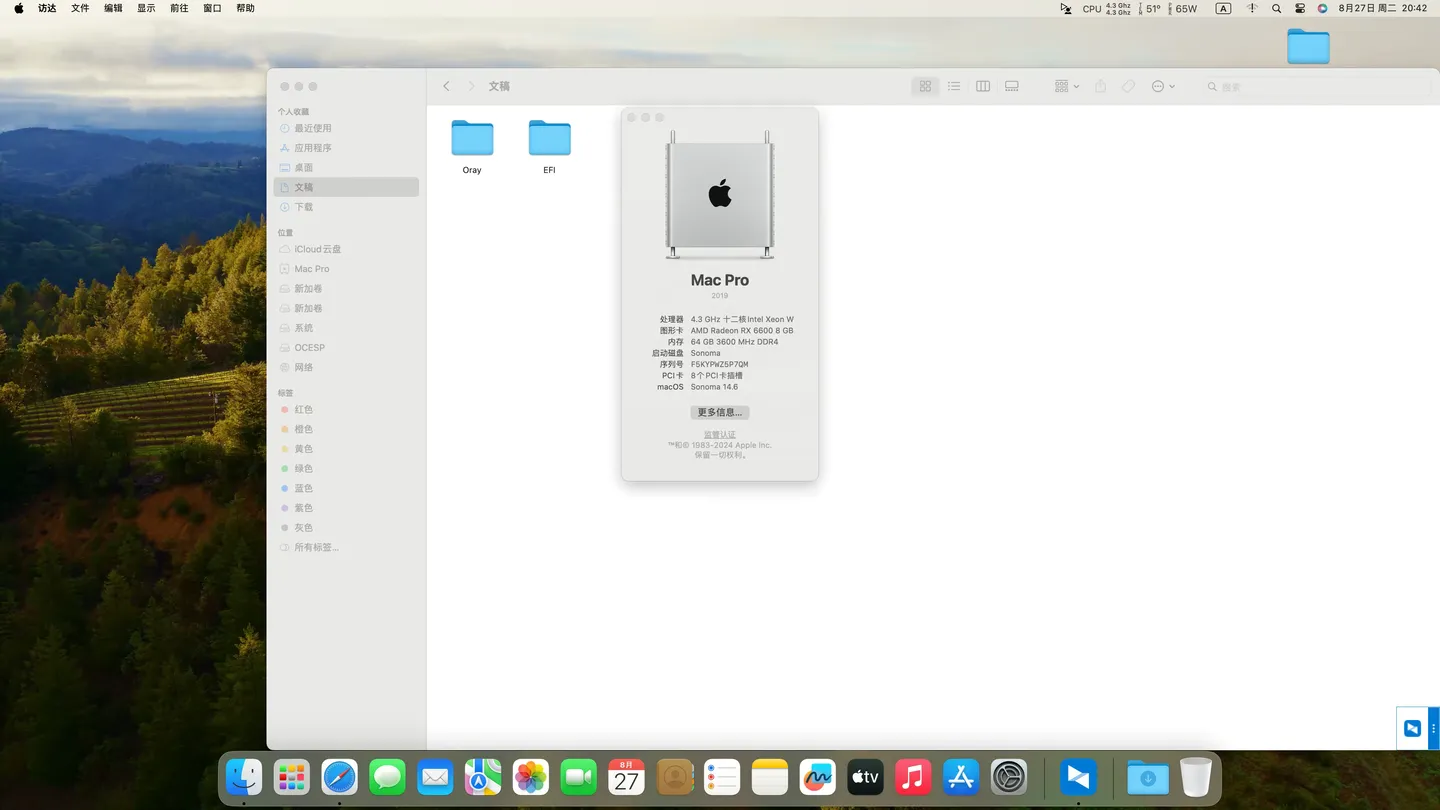 访达 文件 编辑 显示 前往 窗口 帮助
CPU 4.3 Ghz 4.3 Ghz 51° 65W A 8月27日 周二 20:42
文稿
搜索
个人收藏
最近使用
应用程序
桌面
文稿
下载
位置
iCloud云盘
Mac Pro
新加卷
新加卷
系统
OCESP
网络
标签
红色
橙色
黄色
绿色
蓝色
紫色
灰色
所有标签...
Oray
EFI
Mac Pro
2019
处理器 4.3 GHz 十二核Intel Xeon W
图形卡 AMD Radeon RX 6600 8 GB
内存 64 GB 3600 MHz DDR4
启动磁盘 Sonoma
序列号 F5KYPWZ5P7QM
PCI卡 8个PCI卡插槽
macOS Sonoma 14.6
更多信息...
监管认证
™和© 1983-2024 Apple Inc.
保留一切权利。
8月
27
tv